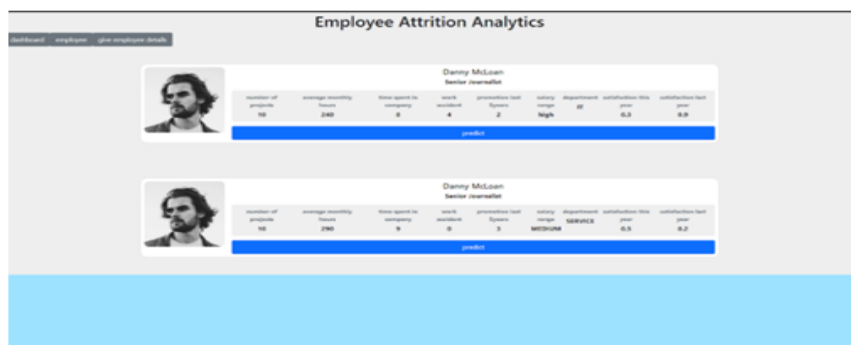 Employee Attrition Analytics
dashboard employee give employee details
Danny McLoan
Senior Journalist
number of projects average monthly hours time spent in company work accident promotion last 5years salary range department satisfaction this year satisfaction last year
10 240 8 4 2 high IT 0.3 0.9
predict
Danny McLoan
Senior Journalist
number of projects average monthly hours time spent in company work accident promotion last 5years salary range department satisfaction this year satisfaction last year
10 290 9 0 3 MEDIUM SERVICE 0.5 0.2
predict